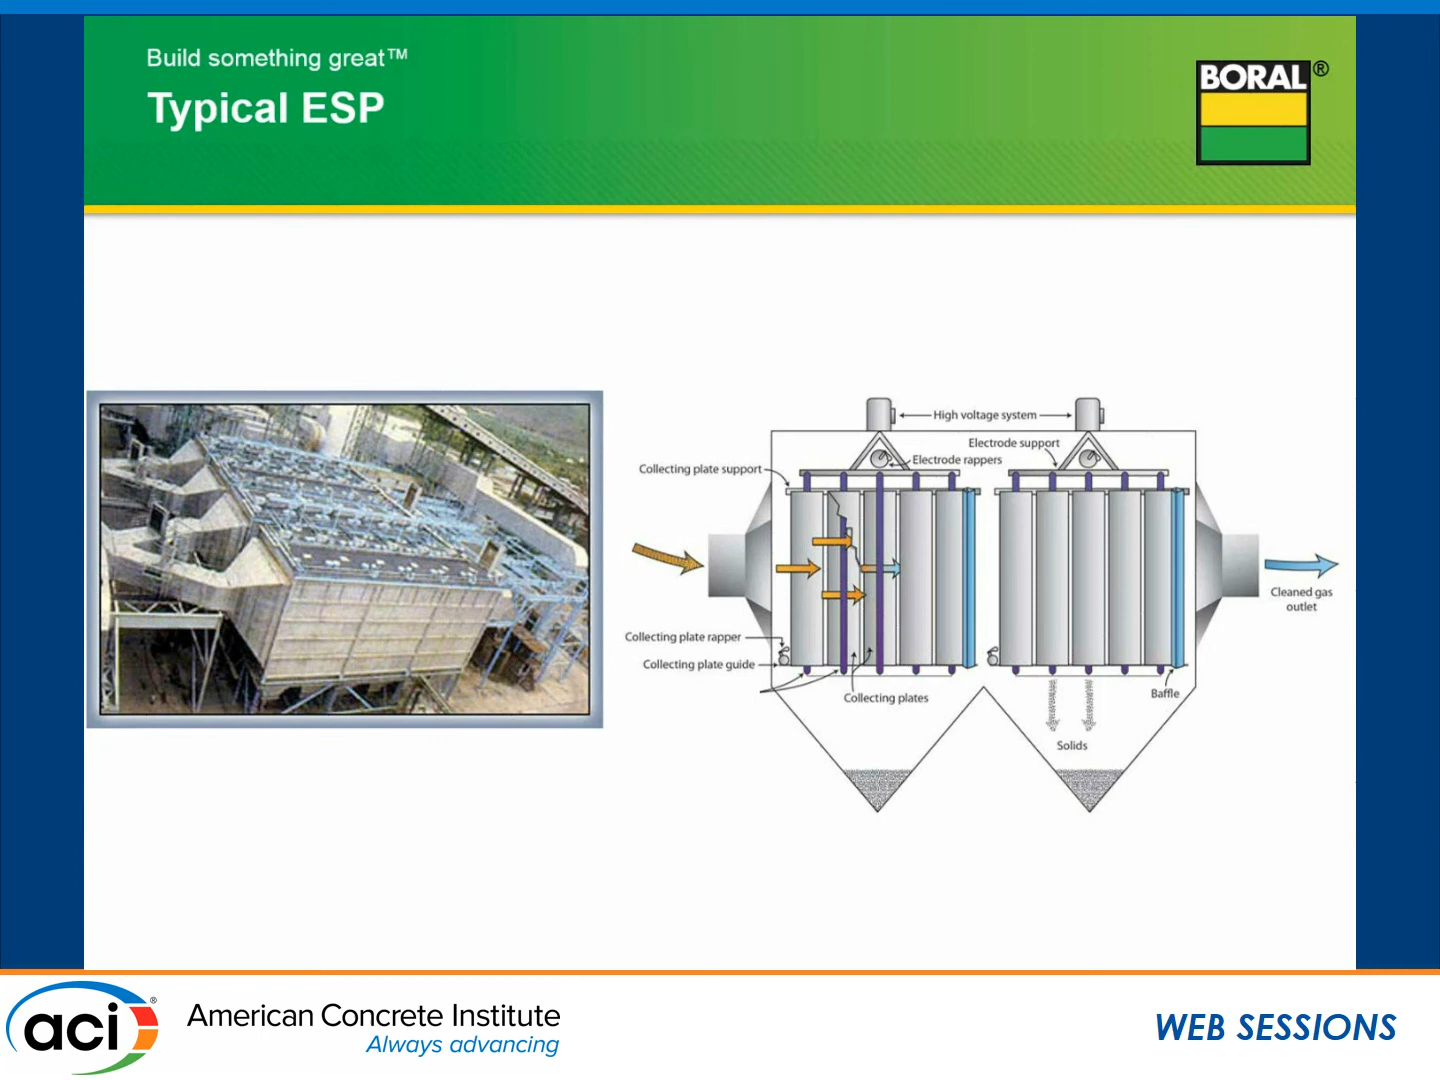 Build something great™
Typical ESP
BORAL®
High voltage system
Electrode support
Electrode rappers
Collecting plate support
Cleaned gas
outlet
Collecting plate rapper
Collecting plate guide
Collecting plates
Baffle
Solids
aci®
American Concrete Institute
Always advancing
WEB SESSIONS